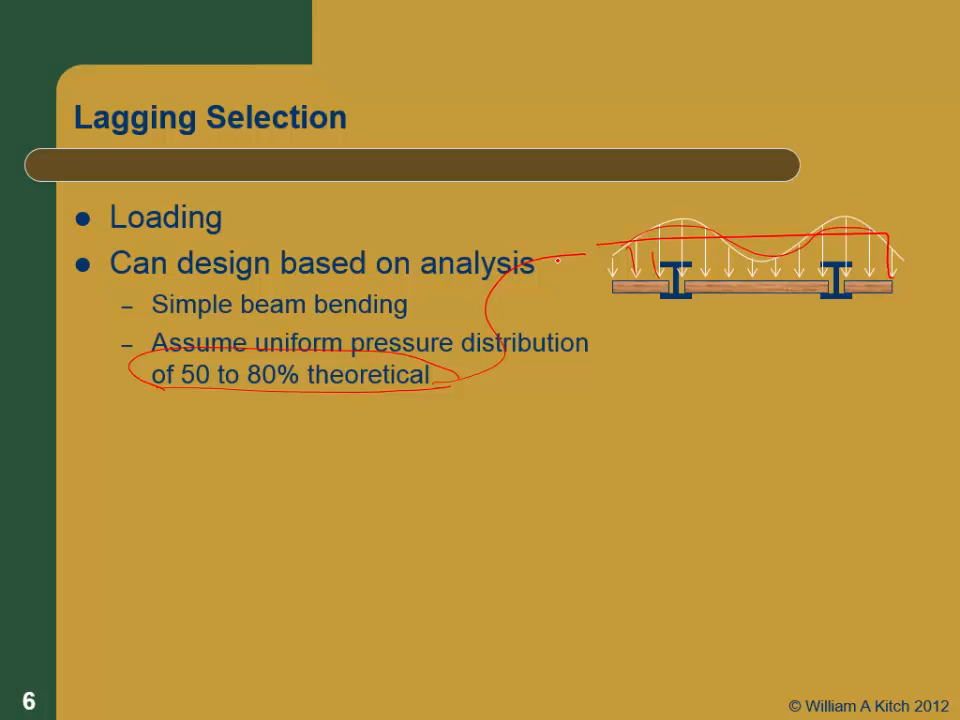 Lagging Selection
Loading
Can design based on analysis
– Simple beam bending
– Assume uniform pressure distribution
of 50 to 80% theoretical
6
© William A Kitch 2012